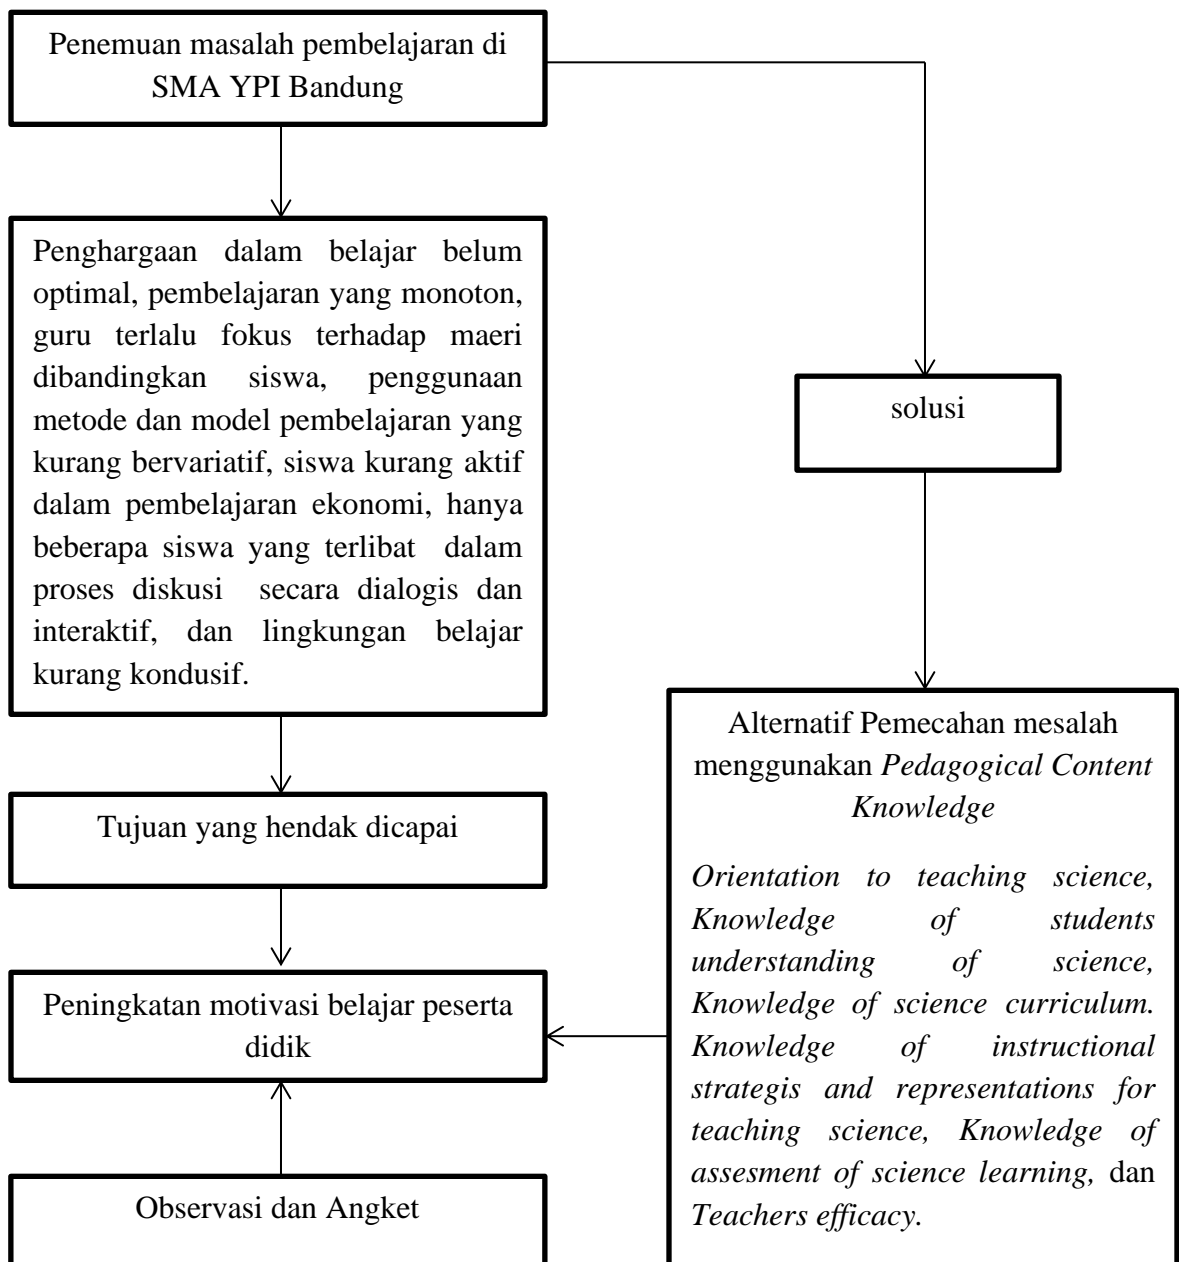 Penemuan masalah pembelajaran di
SMA YPI Bandung
Penghargaan dalam belajar belum
optimal, pembelajaran yang monoton,
guru terlalu fokus terhadap maeri
dibandingkan siswa, penggunaan
metode dan model pembelajaran yang
kurang bervariatif, siswa kurang aktif
dalam pembelajaran ekonomi, hanya
beberapa siswa yang terlibat dalam
proses diskusi secara dialogis dan
interaktif, dan lingkungan belajar
kurang kondusif.
Tujuan yang hendak dicapai
Peningkatan motivasi belajar peserta
didik
Observasi dan Angket
solusi
Alternatif Pemecahan mesalah
menggunakan Pedagogical Content
Knowledge
Orientation to teaching science,
Knowledge of students
understanding of science,
Knowledge of science curriculum.
Knowledge of instructional
strategis and representations for
teaching science, Knowledge of
assesment of science learning, dan
Teachers efficacy.